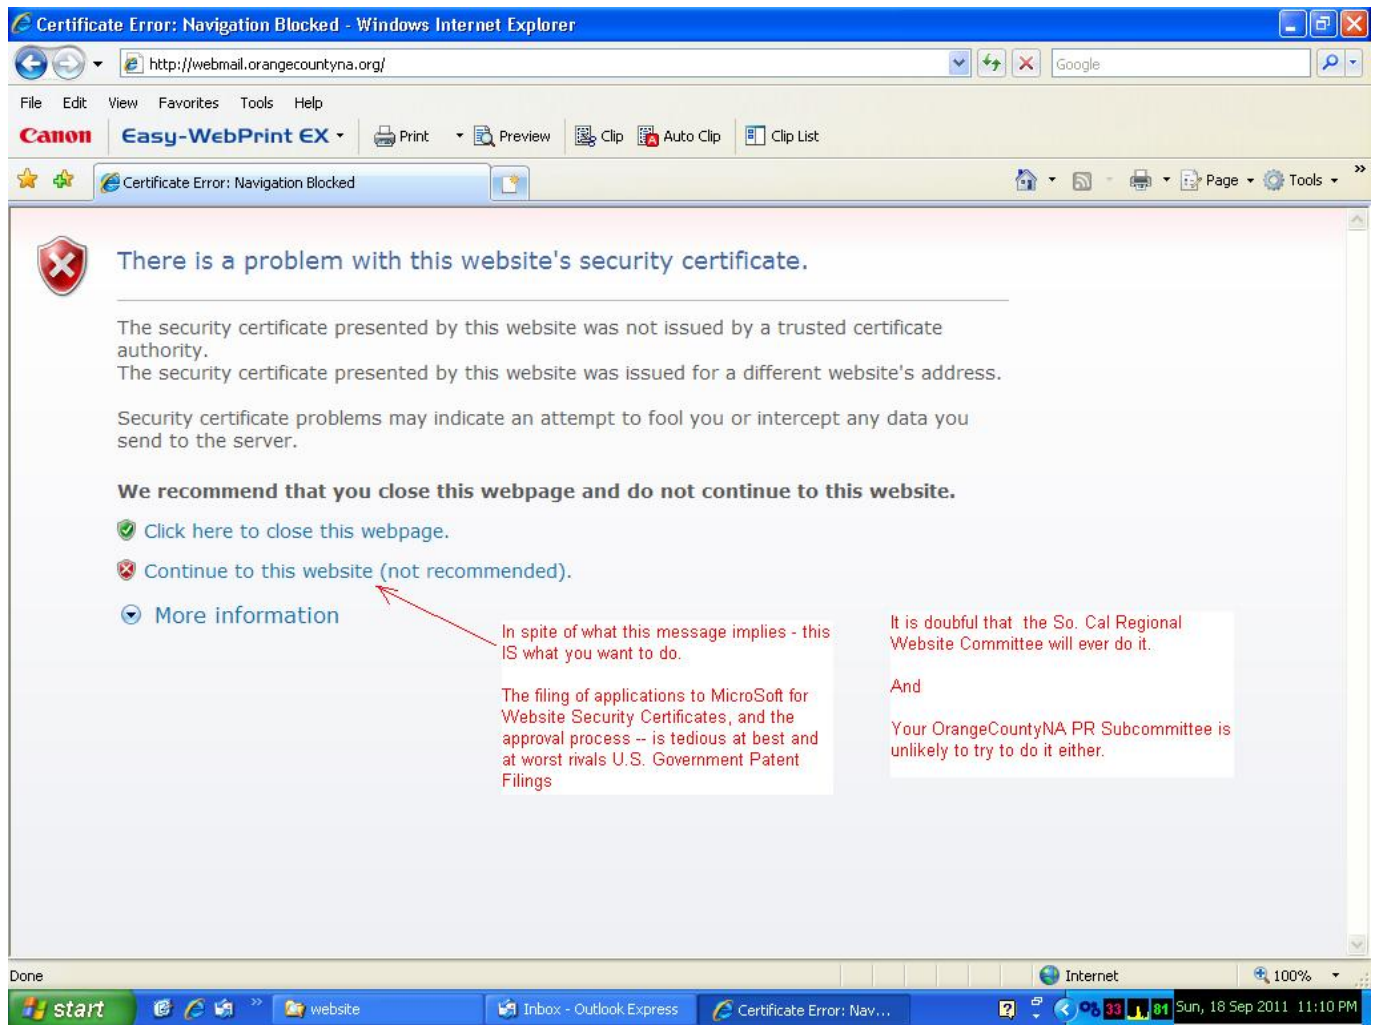 Certificate Error: Navigation Blocked - Windows Internet Explorer
http://webmail.orangecountyna.org/
Google
File Edit View Favorites Tools Help
Canon Easy-WebPrint EX Print Preview Clip Auto Clip Clip List
Certificate Error: Navigation Blocked
Page Tools »
There is a problem with this website's security certificate.
The security certificate presented by this website was not issued by a trusted certificate
authority.
The security certificate presented by this website was issued for a different website's address.
Security certificate problems may indicate an attempt to fool you or intercept any data you
send to the server.
We recommend that you close this webpage and do not continue to this website.
Click here to close this webpage.
Continue to this website (not recommended).
More information
In spite of what this message implies - this
IS what you want to do.
The filing of applications to MicroSoft for
Website Security Certificates, and the
approval process -- is tedious at best and
at worst rivals U.S. Government Patent
Filings
It is doubful that the So. Cal Regional
Website Committee will ever do it.
And
Your OrangeCountyNA PR Subcommittee is
unlikely to try to do it either.
Done
Internet
100%
start
»
website
Inbox - Outlook Express
Certificate Error: Nav...
33
81
Sun, 18 Sep 2011 11:10 PM